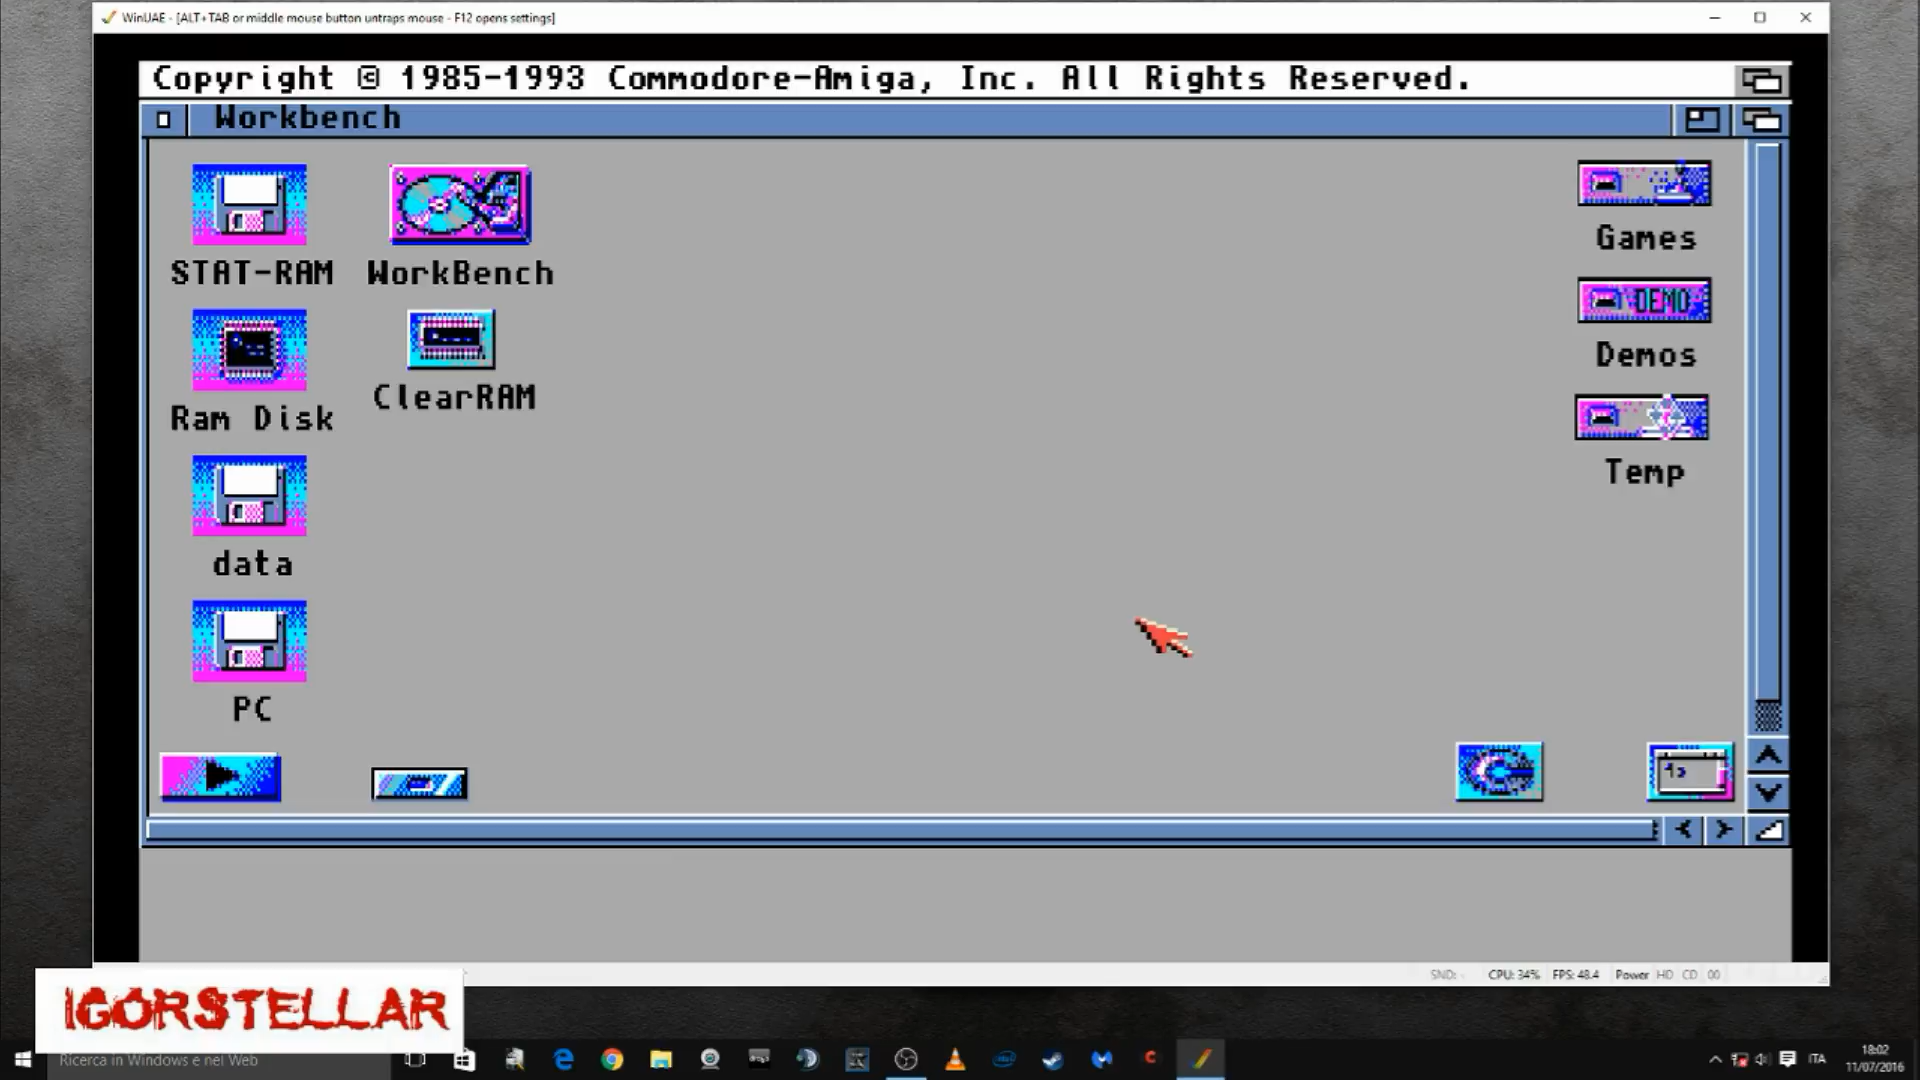 WinUAE - [ALT+TAB or middle mouse button untraps mouse - F12 opens settings]
Copyright © 1985-1993 Commodore-Amiga, Inc. All Rights Reserved.
Workbench
STAT-RAM
WorkBench
Games
Ram Disk
ClearRAM
DEMO
Demos
Temp
data
PC
SND: - CPU: 34% FPS: 48.4 Power HD CD 00
IGORSTELLAR
Ricerca in Windows e nel Web
ITA
18:02
11/07/2016